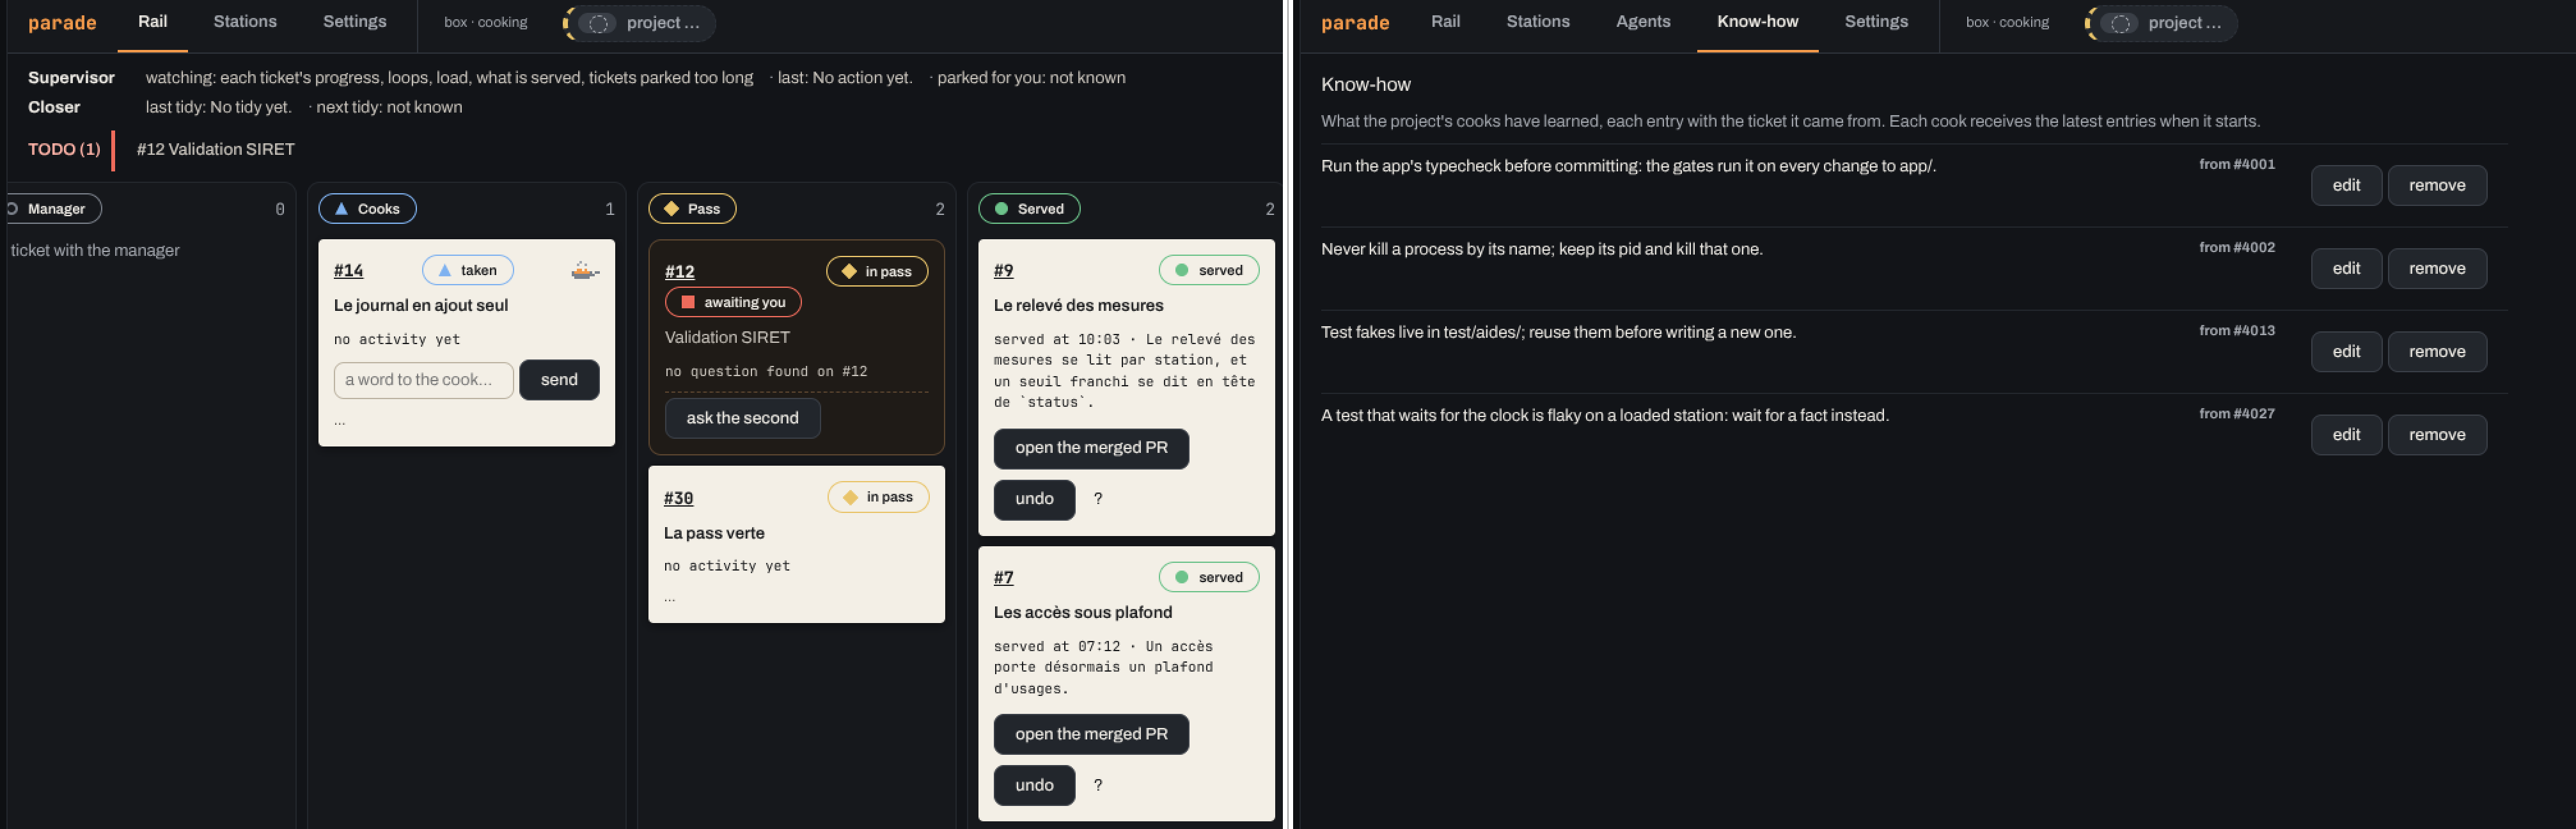 parade Rail Stations Settings box · cooking project ...
Supervisor watching: each ticket's progress, loops, load, what is served, tickets parked too long · last: No action yet. · parked for you: not known
Closer last tidy: No tidy yet. · next tidy: not known
TODO (1) #12 Validation SIRET
Manager 0
ticket with the manager
Cooks 1
#14 taken
Le journal en ajout seul
no activity yet
a word to the cook... send
...
Pass 2
#12 in pass
awaiting you
Validation SIRET
no question found on #12
ask the second
#30 in pass
La pass verte
no activity yet
...
Served 2
#9 served
Le relevé des mesures
served at 10:03 · Le relevé des
mesures se lit par station, et
un seuil franchi se dit en tête
de `status`.
open the merged PR
undo ?
#7 served
Les accès sous plafond
served at 07:12 · Un accès
porte désormais un plafond
d'usages.
open the merged PR
undo ?
parade Rail Stations Agents Know-how Settings box · cooking project ...
Know-how
What the project's cooks have learned, each entry with the ticket it came from. Each cook receives the latest entries when it starts.
Run the app's typecheck before committing: the gates run it on every change to app/. from #4001 edit remove
Never kill a process by its name; keep its pid and kill that one. from #4002 edit remove
Test fakes live in test/aides/; reuse them before writing a new one. from #4013 edit remove
A test that waits for the clock is flaky on a loaded station: wait for a fact instead. from #4027 edit remove